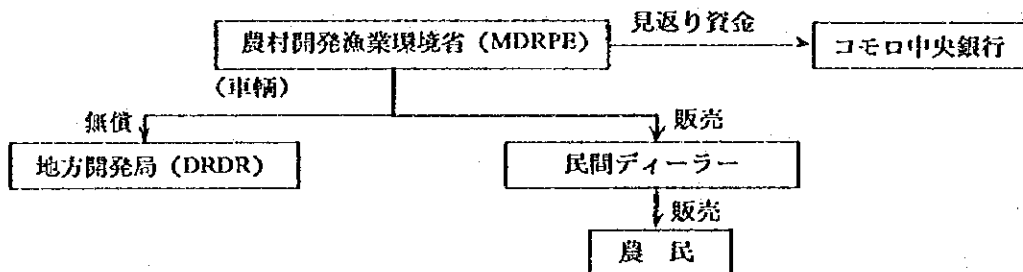 見返り資金
農村開発漁業環境省（MDRPE）
コモロ中央銀行
（車輌）
無償
販売
地方開発局（DRDR）
民間ディーラー
販売
農　民